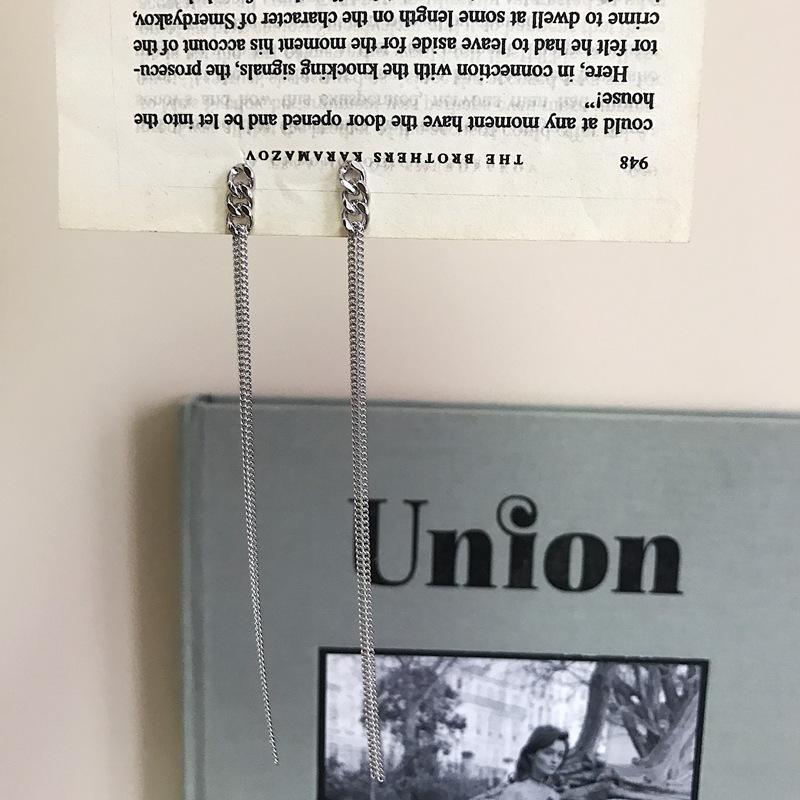 948 THE BROTHERS KARAMAZOV
could at any moment have the door opened and be let into the
house!”
Here, in connection with the knocking signals, the prosecu-
tor felt he had to leave aside for the moment his account of the
crime to dwell at some length on the character of Smerdyakov,
Union